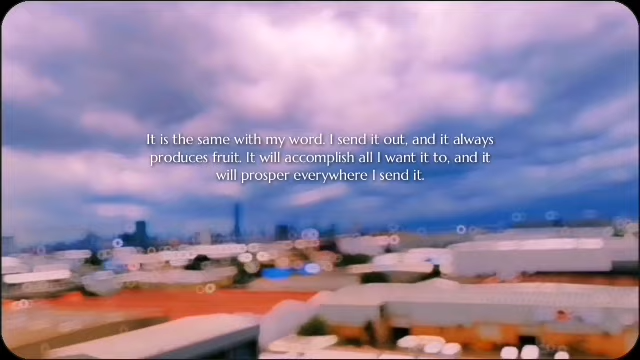 It is the same with my word. I send it out, and it always
produces fruit. It will accomplish all I want it to, and it
will prosper everywhere I send it.